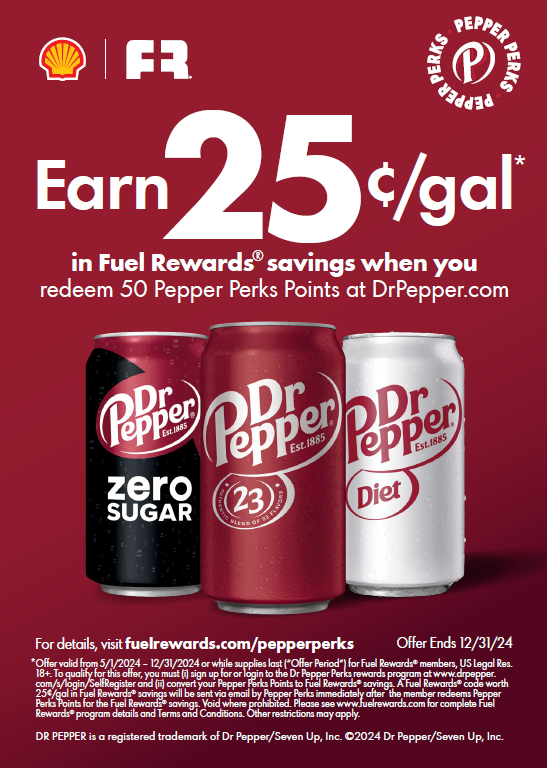 FR
PEPPER PERKS PEPPER PERKS
Earn 25¢/gal*
in Fuel Rewards® savings when you
redeem 50 Pepper Perks Points at DrPepper.com
Dr
Pepper®
Est.1885
zero
SUGAR
Dr
Pepper®
Est.1885
23
AUTHENTIC BLEND OF 23 FLAVORS
Dr
Pepper®
Est.1885
Diet
For details, visit fuelrewards.com/pepperperks
Offer Ends 12/31/24
*Offer valid from 5/1/2024 – 12/31/2024 or while supplies last ("Offer Period") for Fuel Rewards® members, US Legal Res.
18+. To qualify for this offer, you must (i) sign up for or login to the Dr Pepper Perks rewards program at www.drpepper.
com/s/login/SelfRegister and (ii) convert your Pepper Perks Points to Fuel Rewards® savings. A Fuel Rewards® code worth
25¢/gal in Fuel Rewards® savings will be sent via email by Pepper Perks immediately after the member redeems Pepper
Perks Points for the Fuel Rewards® savings. Void where prohibited. Please see www.fuelrewards.com for complete Fuel
Rewards® program details and Terms and Conditions. Other restrictions may apply.
DR PEPPER is a registered trademark of Dr Pepper/Seven Up, Inc. ©2024 Dr Pepper/Seven Up, Inc.